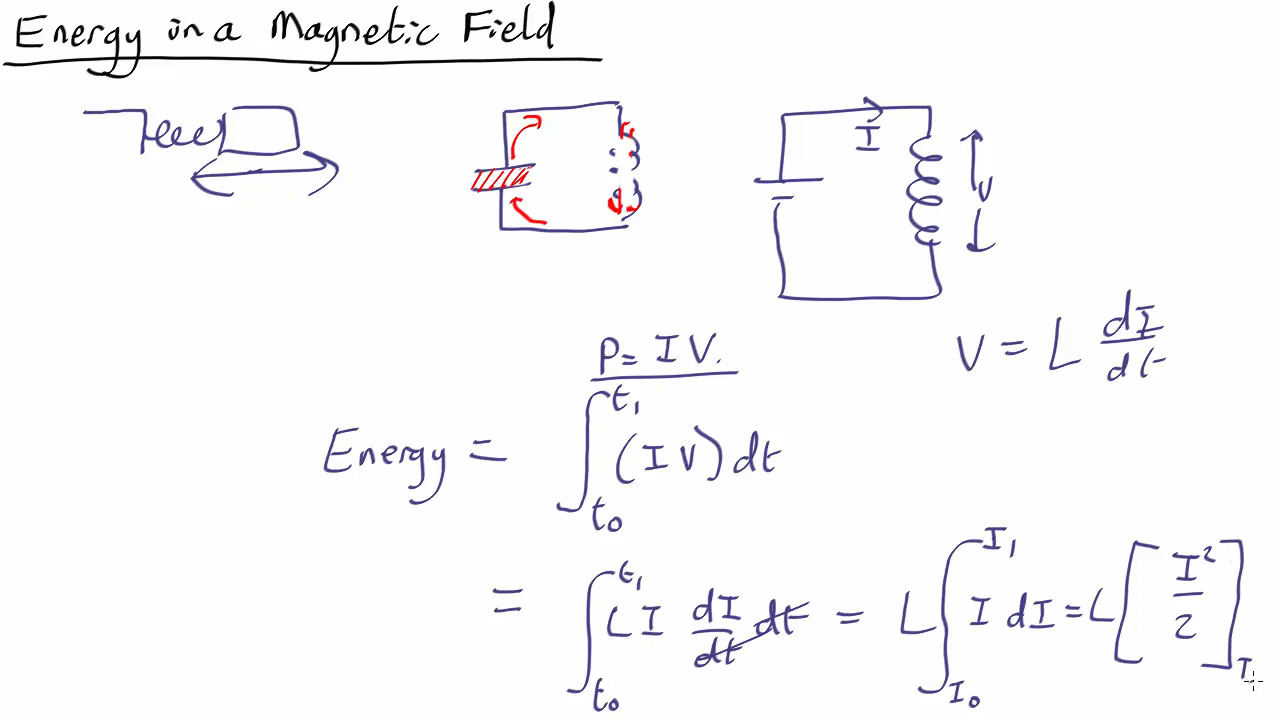 Energy in a Magnetic Field
I
V
V = L dI/dt
P = IV.
Energy = ∫_{t₀}^{t₁} (IV) dt
= ∫_{t₀}^{t₁} LI dI/dt dt = L ∫_{I₀}^{I₁} I dI = L [I²/2]_I